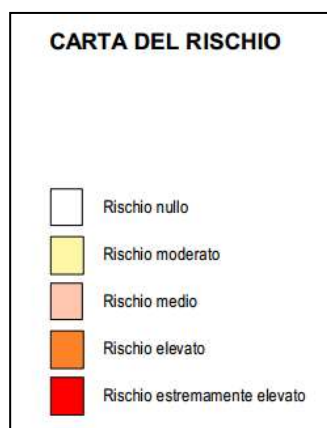 CARTA DEL RISCHIO
Rischio nullo
Rischio moderato
Rischio medio
Rischio elevato
Rischio estremamente elevato